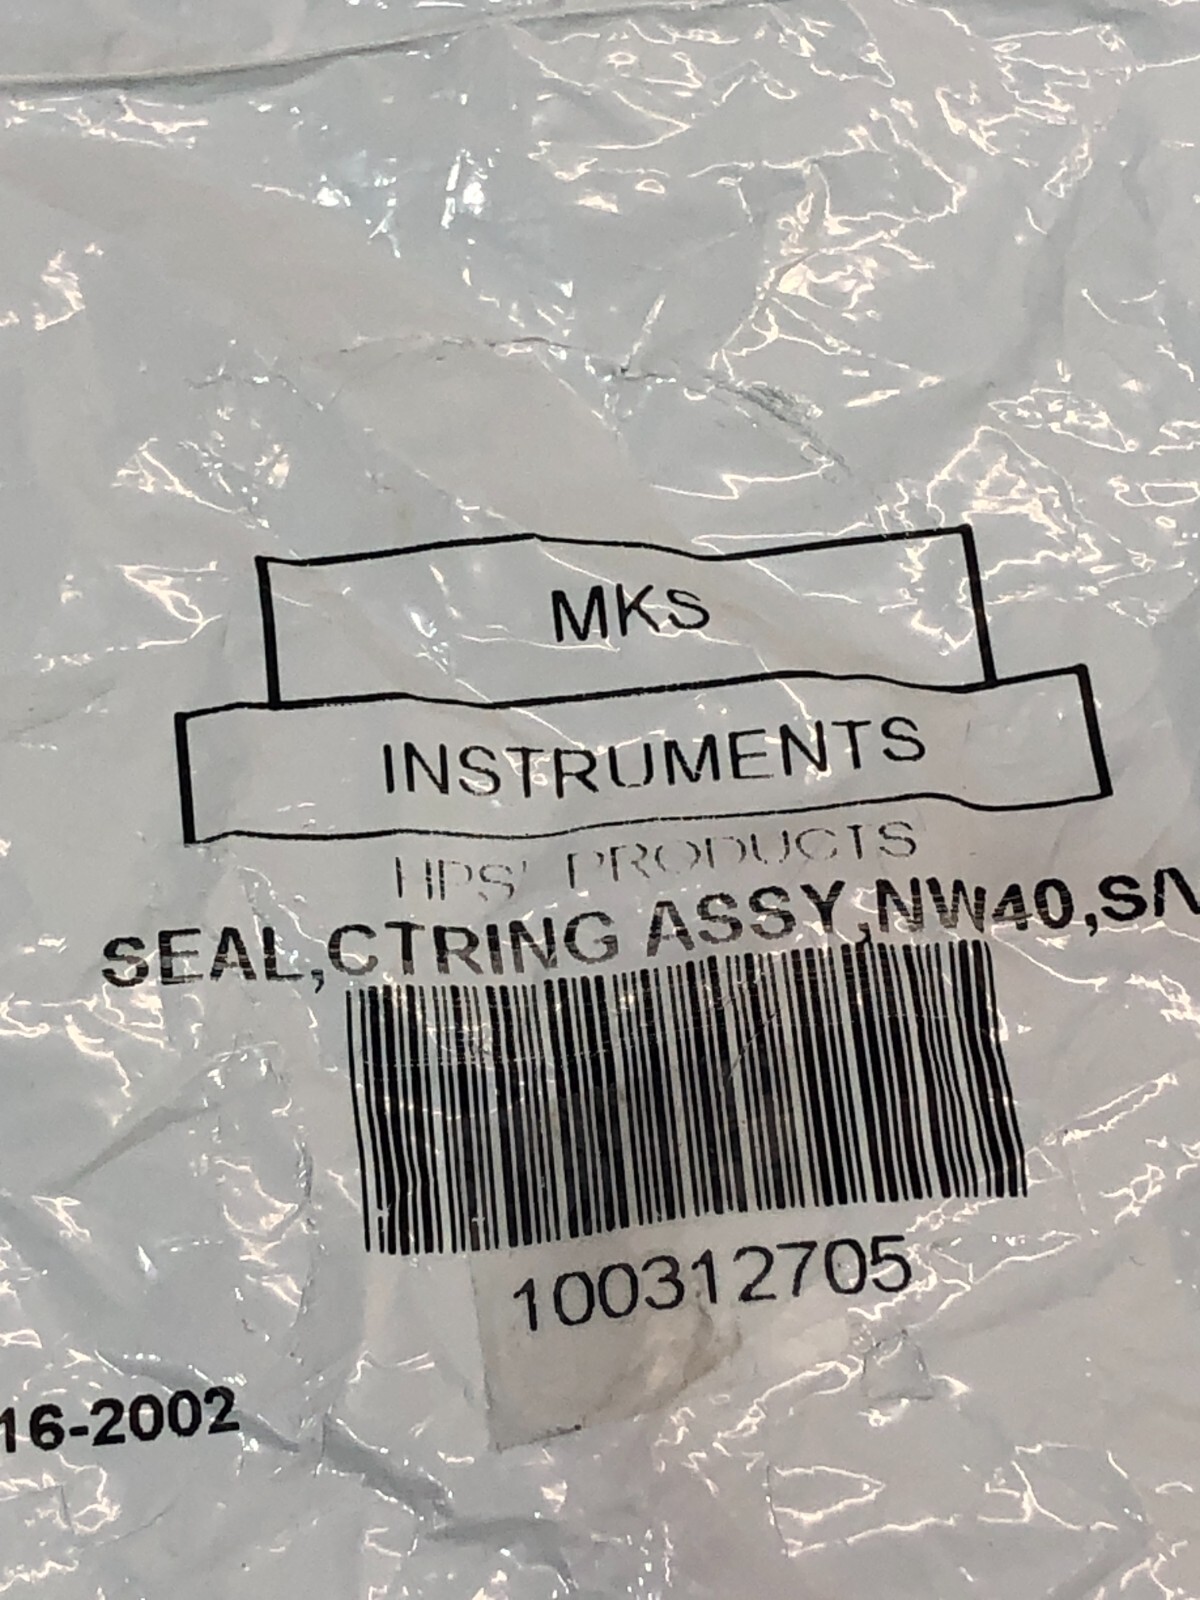 MKS
INSTRUMENTS
HPS' PRODUCTS
SEAL,CTRING ASSY,NW40,S/V
100312705
16-2002